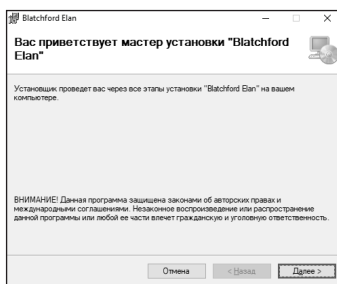 Blatchford Elan
Вас приветствует мастер установки "Blatchford
Elan"
Установщик проведет вас через все этапы установки "Blatchford Elan" на вашем
компьютере.
ВНИМАНИЕ! Данная программа защищена законами об авторских правах и
международными соглашениями. Незаконное воспроизведение или распространение
данной программы или любой ее части влечет гражданскую и уголовную ответственность.
Отмена
< Назад
Далее >